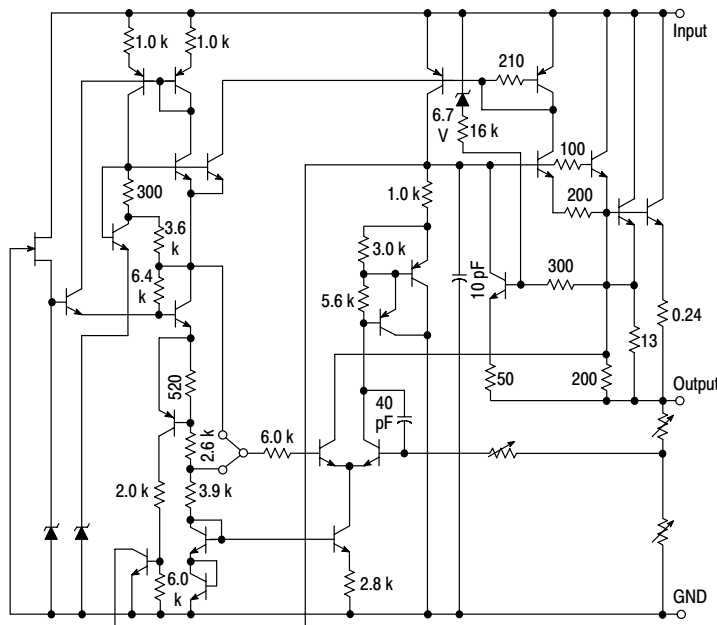 Input
1.0 k
1.0 k
210
6.7
V
16 k
100
300
1.0 k
200
3.6
k
3.0 k
6.4
k
10 pF
300
5.6 k
0.24
13
520
50
200
Output
40
pF
2.6 k
6.0 k
2.0 k
3.9 k
6.0
k
2.8 k
GND